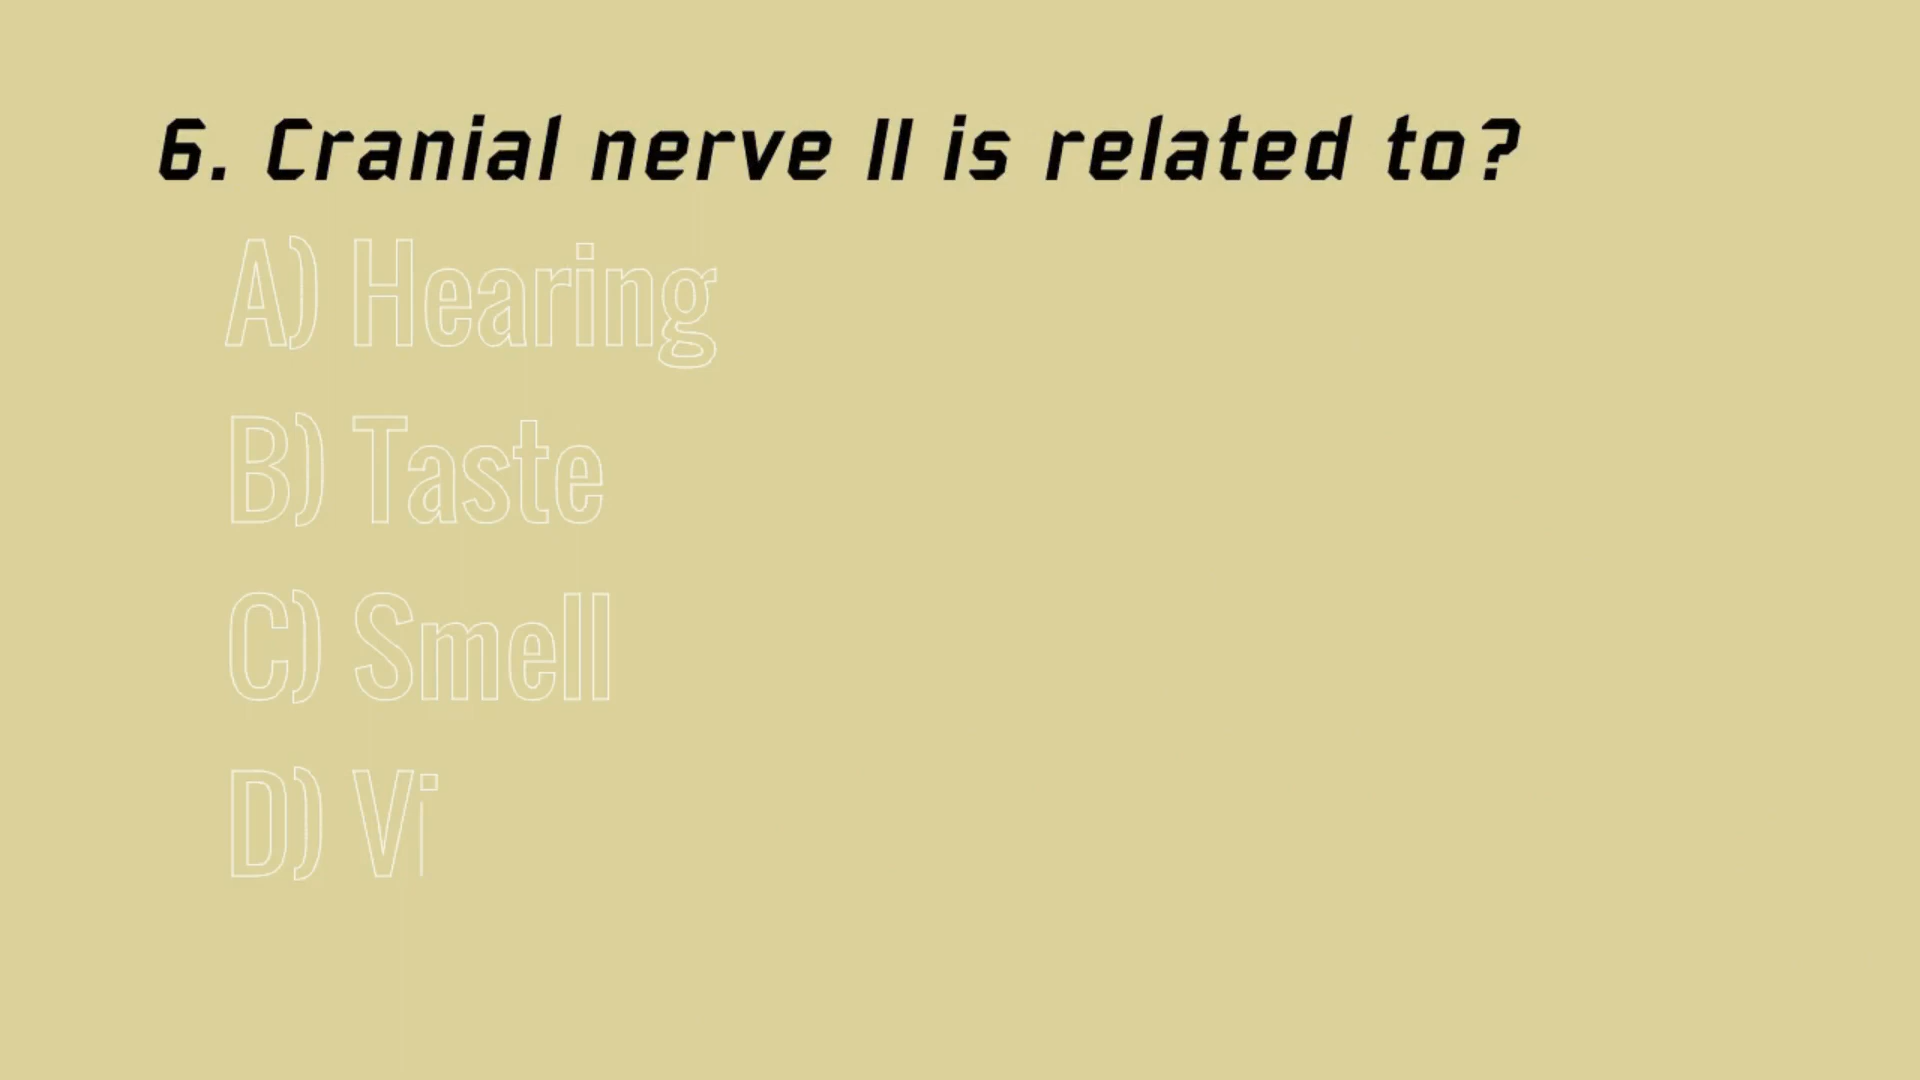 6. Cranial nerve II is related to?
A) Hearing
B) Taste
C) Smell
D) Vi